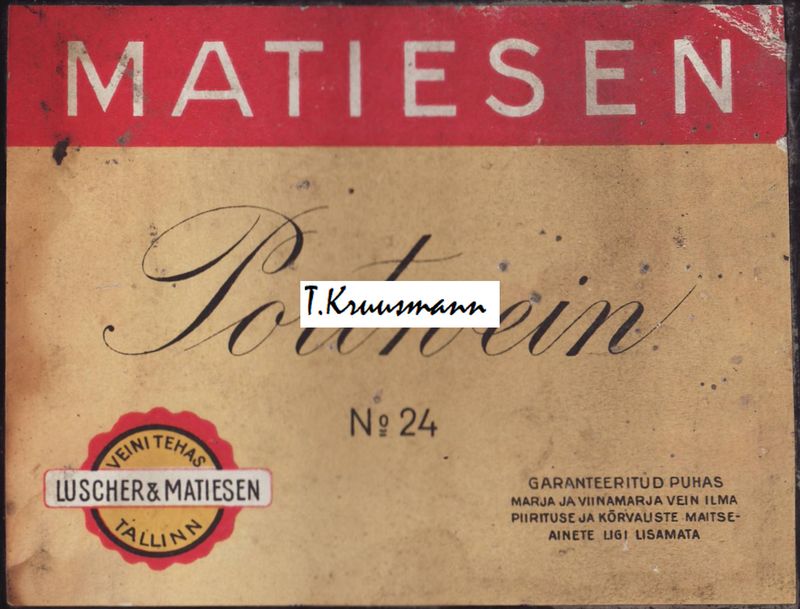 MATIESEN
Portvein
T.Kruusmann
No 24
VEINITEHAS
LUSCHER & MATIESEN
TALLINN
GARANTEERITUD PUHAS
MARJA JA VIINAMARJA VEIN ILMA
PIIRITUSE JA KÕRVALISTE MAITSE-
AINETE LIGI LISAMATA